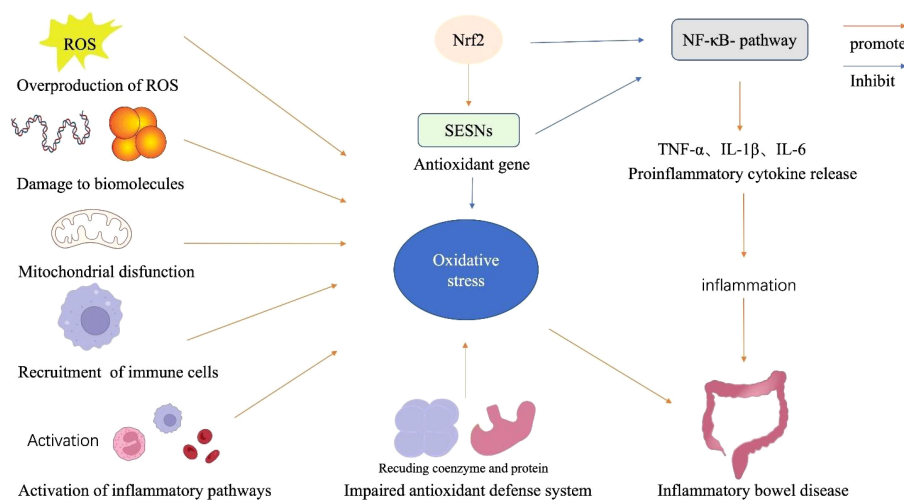 ROS
Overproduction of ROS
Damage to biomolecules
Mitochondrial disfunction
Recruitment of immune cells
Activation
Activation of inflammatory pathways
Nrf2
SESNs
Antioxidant gene
Oxidative
stress
Recuding coenzyme and protein
Impaired antioxidant defense system
NF-κB- pathway
TNF-α、IL-1β、IL-6
Proinflammatory cytokine release
inflammation
Inflammatory bowel disease
promote
Inhibit